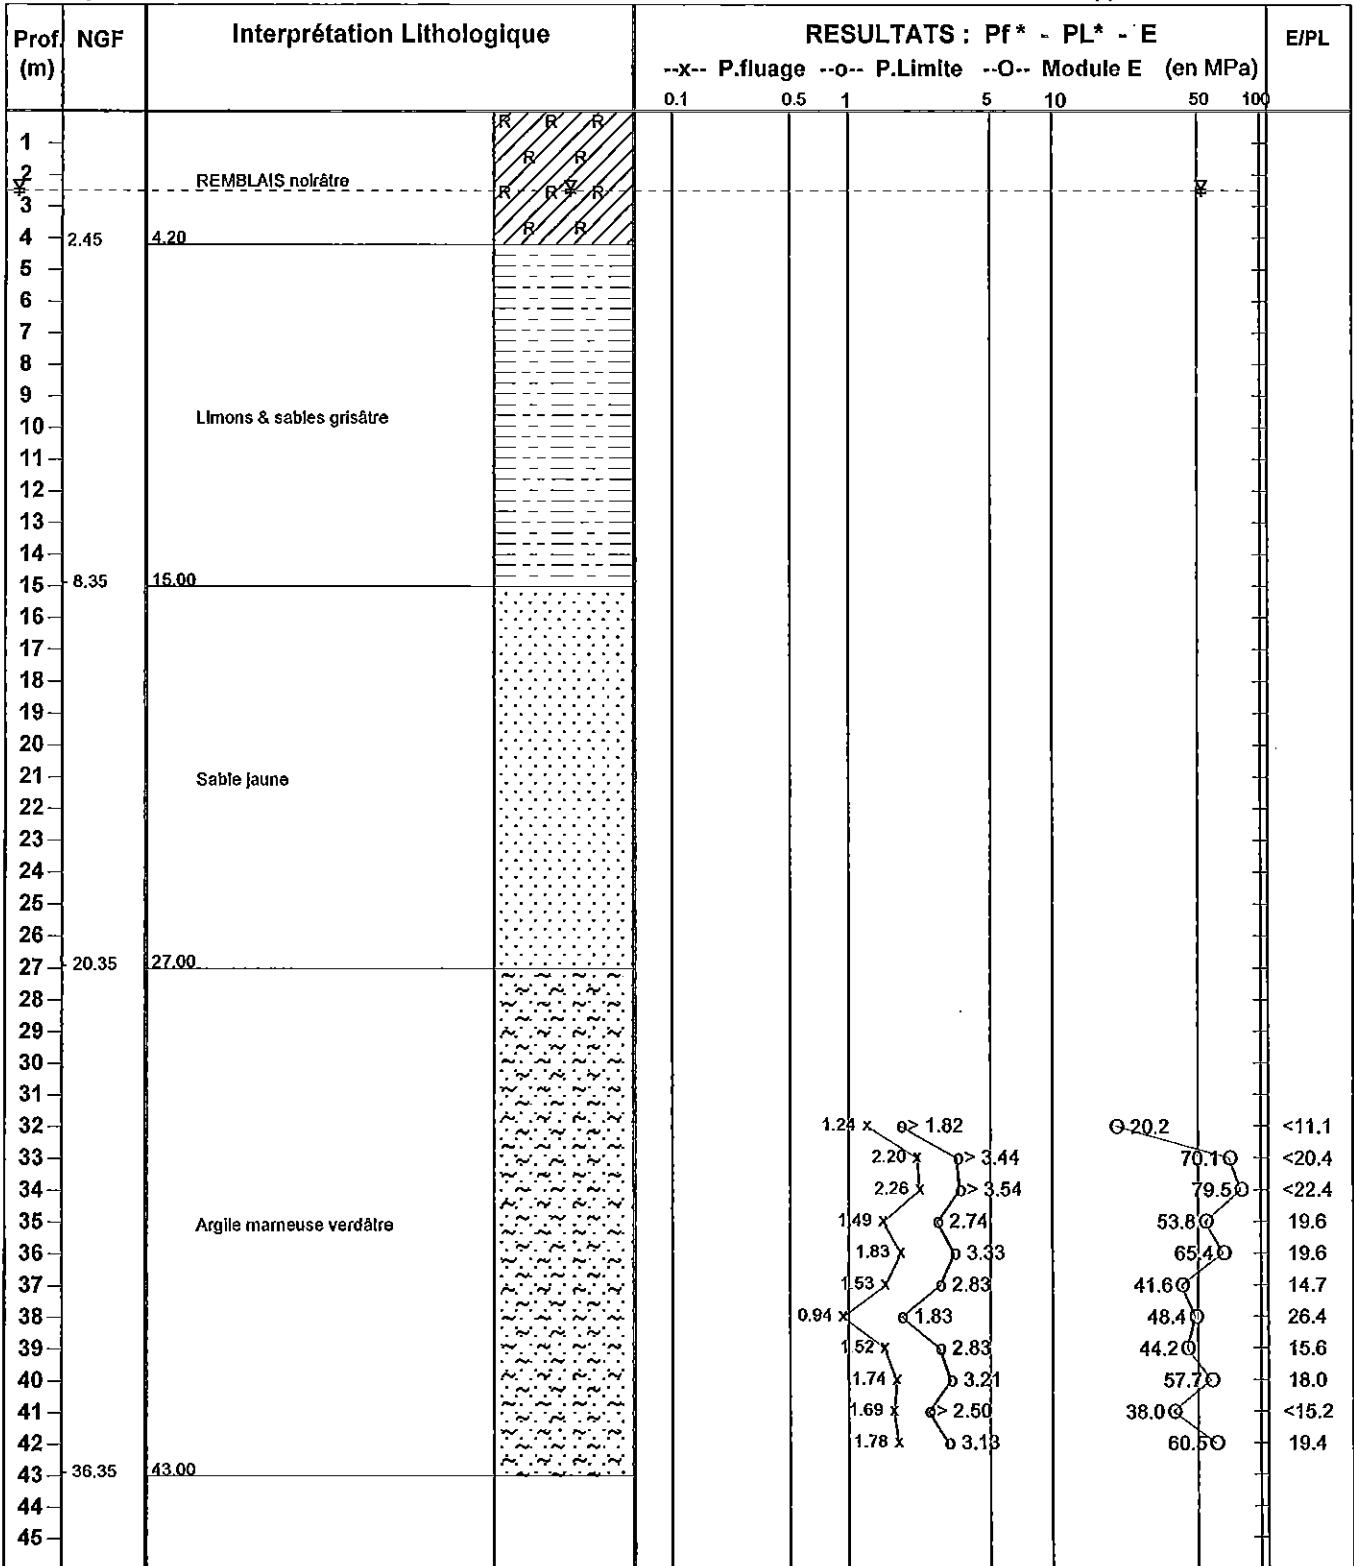 Prof. NGF Interprétation Lithologique RESULTATS : Pf* - PL* - E E/PL
(m) --x-- P.fluage --o-- P.Limite --O-- Module E (en MPa)
0.1 0.5 1 5 10 50 100
R R R
1
R R
2
REMBLAIS noirâtre
R R R
3
R R
4 2.45 4.20
5
6
7
8
9
Limons & sables grisâtre
10
11
12
13
14
15 - 8.35 15.00
16
17
18
19
20
21 Sable jaune
22
23
24
25
26
27 - 20.35 27.00
28
29
30
31
32 1.24 > 1.82 20.2 <11.1
33 2.20 > 3.44 70.1 <20.4
34 2.26 > 3.54 79.5 <22.4
35 Argile marneuse verdâtre 1.49 2.74 53.8 19.6
36 1.83 3.33 65.4 19.6
37 1.53 2.83 41.6 14.7
38 0.94 1.83 48.4 26.4
39 1.52 2.83 44.2 15.6
40 1.74 3.21 57.7 18.0
41 1.69 > 2.50 38.0 <15.2
42 1.78 3.13 60.5 19.4
43 - 36.35 43.00
44
45